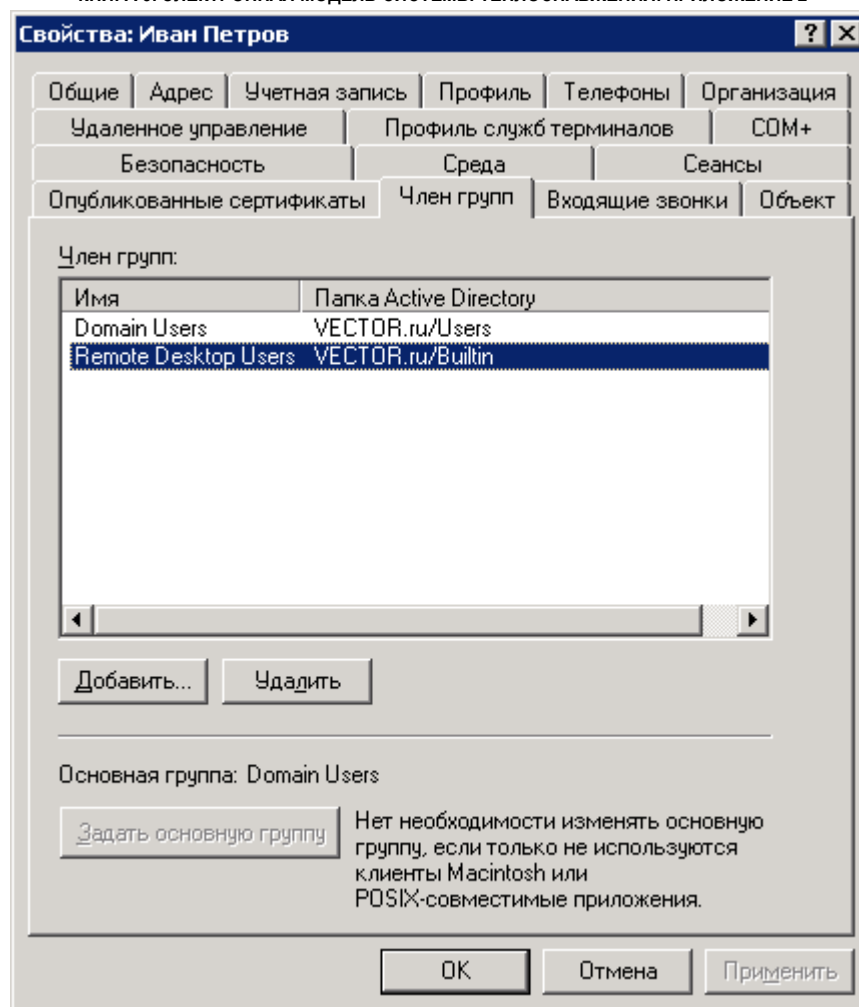 Свойства: Иван Петров
Общие Адрес Учетная запись Профиль Телефоны Организация
Удаленное управление Профиль служб терминалов COM+
Безопасность Среда Сеансы
Опубликованные сертификаты Член групп Входящие звонки Объект
Член групп:
Имя Папка Active Directory
Domain Users VECTOR.ru/Users
Remote Desktop Users VECTOR.ru/Builtin
Добавить... Удалить
Основная группа: Domain Users
Задать основную группу
Нет необходимости изменять основную
группу, если только не используются
клиенты Macintosh или
POSIX-совместимые приложения.
OK Отмена Применить